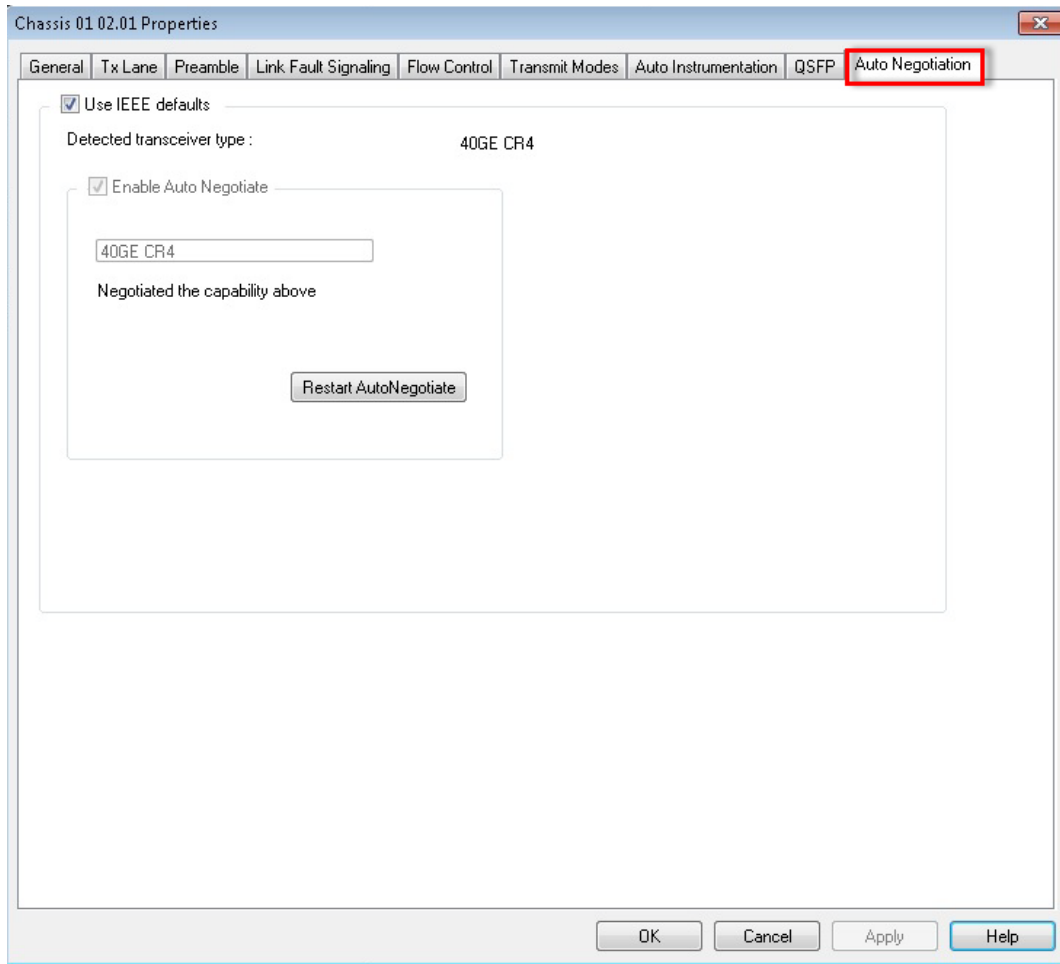 Chassis 01 02.01 Properties
General Tx Lane Preamble Link Fault Signaling Flow Control Transmit Modes Auto Instrumentation QSFP Auto Negotiation
Use IEEE defaults
Detected transceiver type : 40GE CR4
Enable Auto Negotiate
40GE CR4
Negotiated the capability above
Restart AutoNegotiate
OK Cancel Apply Help